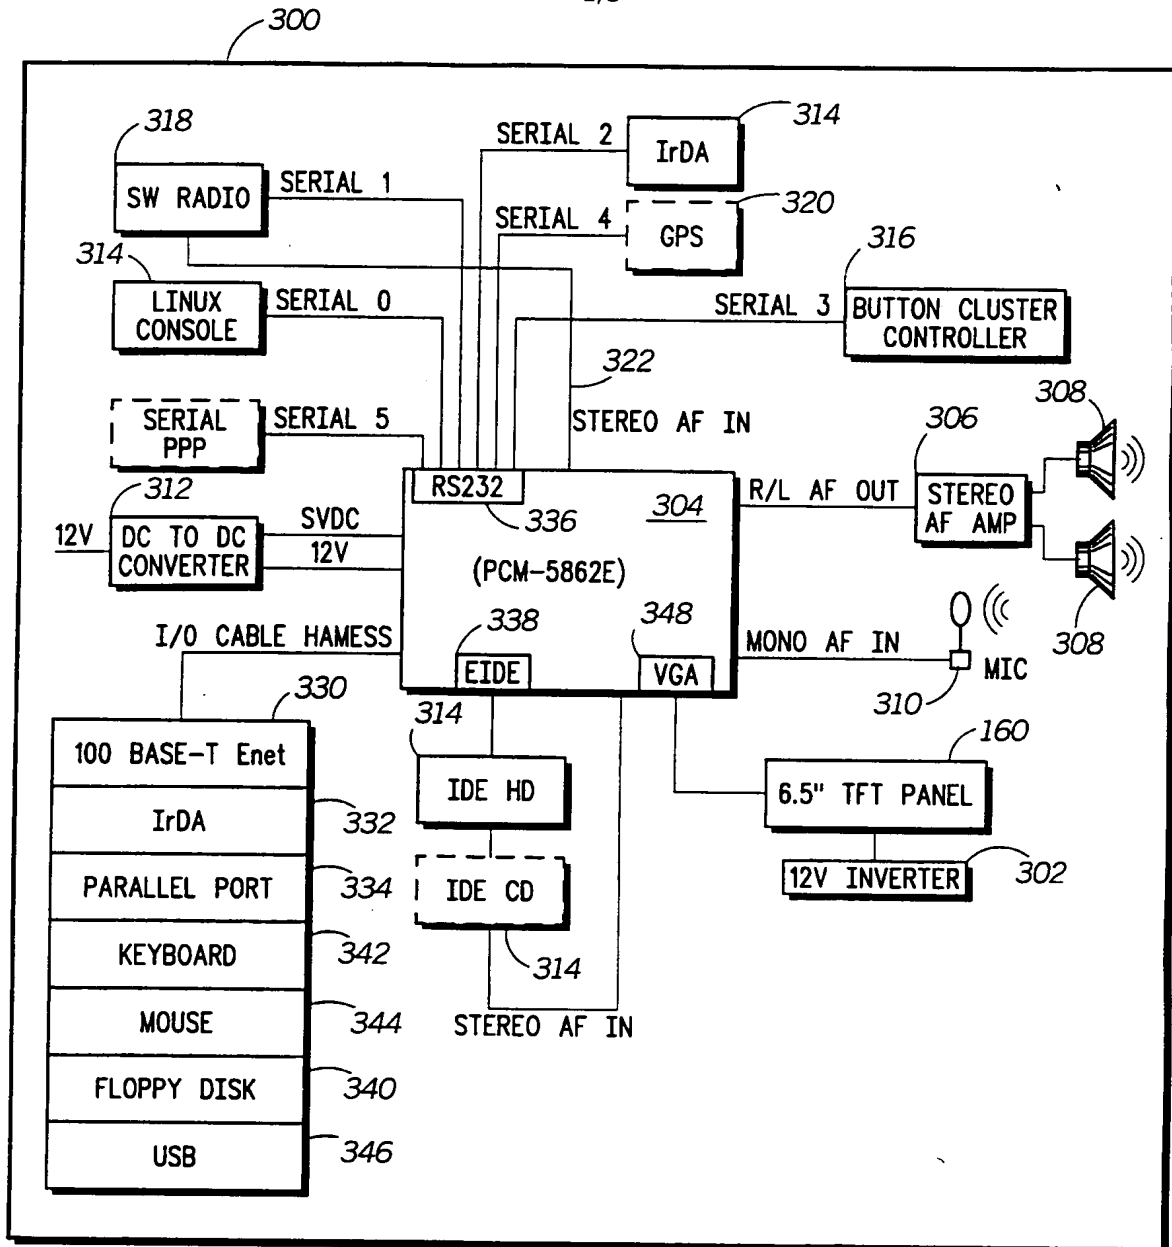 300
318
SW RADIO
SERIAL 1
SERIAL 2
IrDA
314
SERIAL 4
GPS
320
314
LINUX
CONSOLE
SERIAL 0
316
SERIAL 3
BUTTON CLUSTER
CONTROLLER
322
STEREO AF IN
SERIAL
PPP
SERIAL 5
308
306
RS232
336
304
R/L AF OUT
STEREO
AF AMP
312
12V
DC TO DC
CONVERTER
SVDC
12V
(PCM-5862E)
308
I/O CABLE HAMESS
338
EIDE
348
VGA
MONO AF IN
MIC
310
330
100 BASE-T Enet
IrDA
332
PARALLEL PORT
334
KEYBOARD
342
MOUSE
344
FLOPPY DISK
340
USB
346
314
IDE HD
IDE CD
314
STEREO AF IN
160
6.5" TFT PANEL
12V INVERTER
302